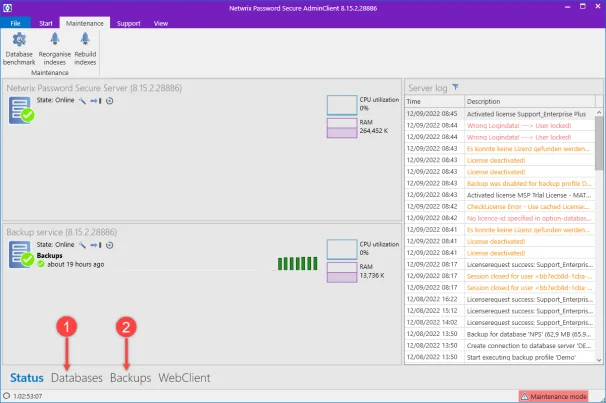 Netwrix Password Secure AdminClient 8.15.2.28886
File Start Maintenance Support View
Database benchmark
Reorganise indexes
Rebuild indexes
Maintenance
Netwrix Password Secure Server (8.15.2.28886)
State: Online
CPU utilization
0%
RAM
264,452 K
Backup service (8.15.2.28886)
State: Online
Backups
about 19 hours ago
CPU utilization
0%
RAM
13,736 K
Server log
Time Description
12/09/2022 08:45 Activated license Support_Enterprise Plus
12/09/2022 08:44 Wrong Logindata! ---> User locked!
12/09/2022 08:44 Wrong Logindata! ---> User locked!
12/09/2022 08:43 Es konnte keine Lizenz gefunden werden...
12/09/2022 08:43 License deactivated!
12/09/2022 08:43 License deactivated!
12/09/2022 08:43 Backup was disabled for backup profile D
12/09/2022 08:43 Activated license MSP Trial License - MAT...
12/09/2022 08:42 CheckLicense Error - Use cached License...
12/09/2022 08:42 No licence-id specified in option-databas...
12/09/2022 08:41 Es konnte keine Lizenz gefunden werden...
12/09/2022 08:41 License deactivated!
12/09/2022 08:41 License deactivated!
12/09/2022 08:17 Licenserequest success: Support_Enterpris...
12/09/2022 08:17 Session closed for user <bb7ecb8d-1cba-...
12/09/2022 08:17 Session closed for user <bb7ecb8d-1cba-...
12/08/2022 16:22 Licenserequest success: Support_Enterpris...
12/08/2022 15:12 Licenserequest success: Support_Enterpris...
12/08/2022 14:02 Licenserequest success: Support_Enterpris...
12/08/2022 13:50 Backup for database 'NPS' (62,9 MB (65.9...
12/08/2022 13:50 Create connection to database server 'DE...
12/08/2022 13:50 Start executing backup profile 'Demo'
1 2
Status Databases Backups WebClient
1.02:53:07
Maintenance mode